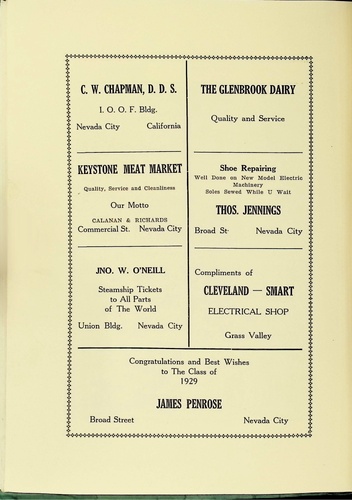 C. W. CHAPMAN, D. D. S.
I. O. O. F. Bldg.
Nevada City California
THE GLENBROOK DAIRY
Quality and Service
KEYSTONE MEAT MARKET
Quality, Service and Cleanliness
Our Motto
CALANAN & RICHARDS
Commercial St. Nevada City
Shoe Repairing
Well Done on New Model Electric
Machinery
Soles Sewed While U Wait
THOS. JENNINGS
Broad St Nevada City
JNO. W. O'NEILL
Steamship Tickets
to All Parts
of The World
Union Bldg. Nevada City
Compliments of
CLEVELAND — SMART
ELECTRICAL SHOP
Grass Valley
Congratulations and Best Wishes
to The Class of
1929
JAMES PENROSE
Broad Street Nevada City